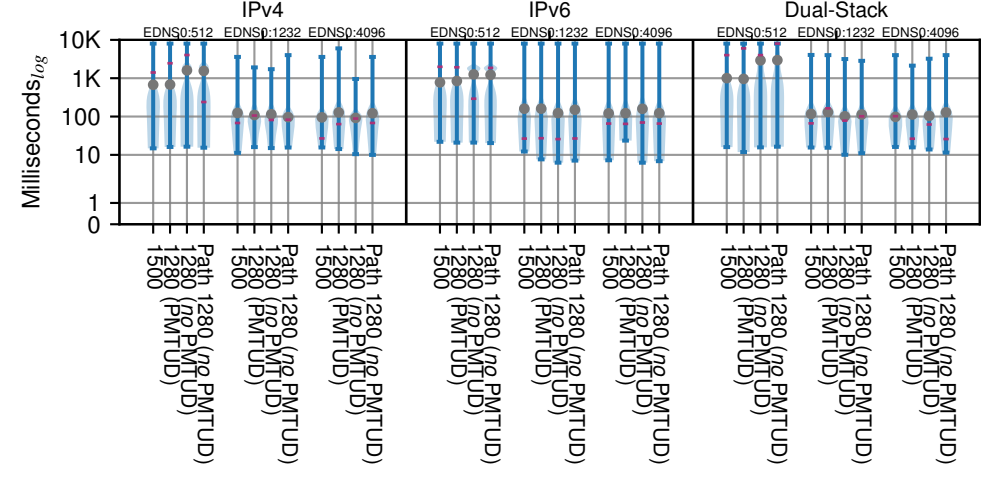 IPv4 IPv6 Dual-Stack
EDNS0:512 EDNS0:1232 EDNS0:4096 EDNS0:512 EDNS0:1232 EDNS0:4096 EDNS0:512 EDNS0:1232 EDNS0:4096
Milliseconds_log
10K
1K
100
10
1
0
1500
1280 (PMTUD)
1280 (no PMTUD)
Path 1280 (no PMTUD)
1500
1280 (PMTUD)
1280 (no PMTUD)
Path 1280 (no PMTUD)
1500
1280 (PMTUD)
1280 (no PMTUD)
Path 1280 (no PMTUD)
1500
1280 (PMTUD)
1280 (no PMTUD)
Path 1280 (no PMTUD)
1500
1280 (PMTUD)
1280 (no PMTUD)
Path 1280 (no PMTUD)
1500
1280 (PMTUD)
1280 (no PMTUD)
Path 1280 (no PMTUD)
1500
1280 (PMTUD)
1280 (no PMTUD)
Path 1280 (no PMTUD)
1500
1280 (PMTUD)
1280 (no PMTUD)
Path 1280 (no PMTUD)
1500
1280 (PMTUD)
1280 (no PMTUD)
Path 1280 (no PMTUD)